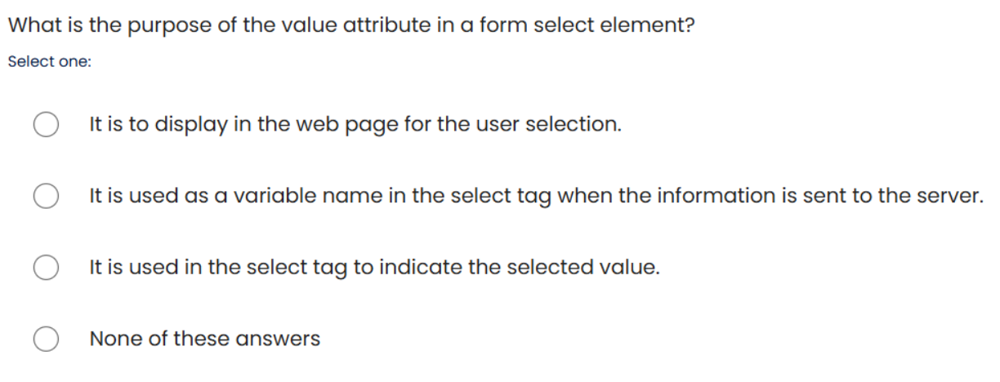 What is the purpose of the value attribute in a form select element?
Select one:
It is to display in the web page for the user selection.
It is used as a variable name in the select tag when the information is sent to the server.
It is used in the select tag to indicate the selected value.
None of these answers